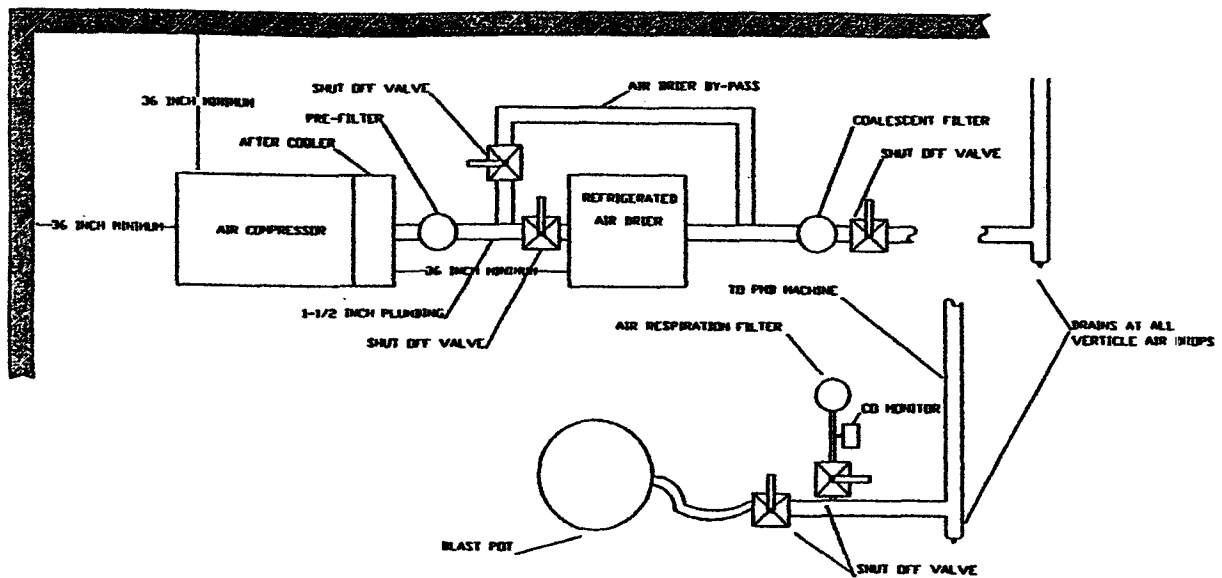 SHUT OFF VALVE
AIR DRIER BY-PASS
36 INCH MINIMUM
PRE-FILTER
COALESCENT FILTER
AFTER COOLER
SHUT OFF VALVE
REFRIGERATED
AIR DRIER
36 INCH MINIMUM
AIR COMPRESSOR
36 INCH MINIMUM
1-1/2 INCH PLUMBING
TO PMB MACHINE
SHUT OFF VALVE
AIR RESPIRATION FILTER
DRAINS AT ALL
VERTICLE AIR DROPS
CO MONITOR
BLAST POT
SHUT OFF VALVE